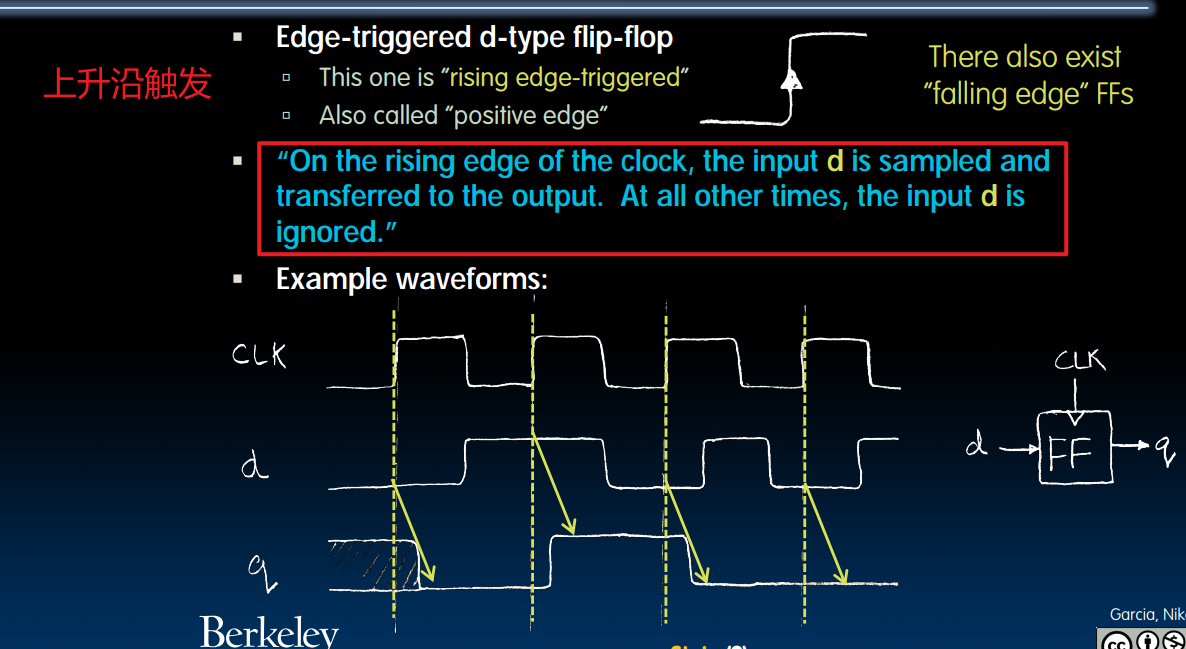 Edge-triggered d-type flip-flop
上升沿触发
This one is "rising edge-triggered"
Also called "positive edge"
There also exist
"falling edge" FFs
"On the rising edge of the clock, the input d is sampled and
transferred to the output. At all other times, the input d is
ignored."
Example waveforms:
CLK
d
q
CLK
d
FF
q
Berkeley
Garcia,
cc